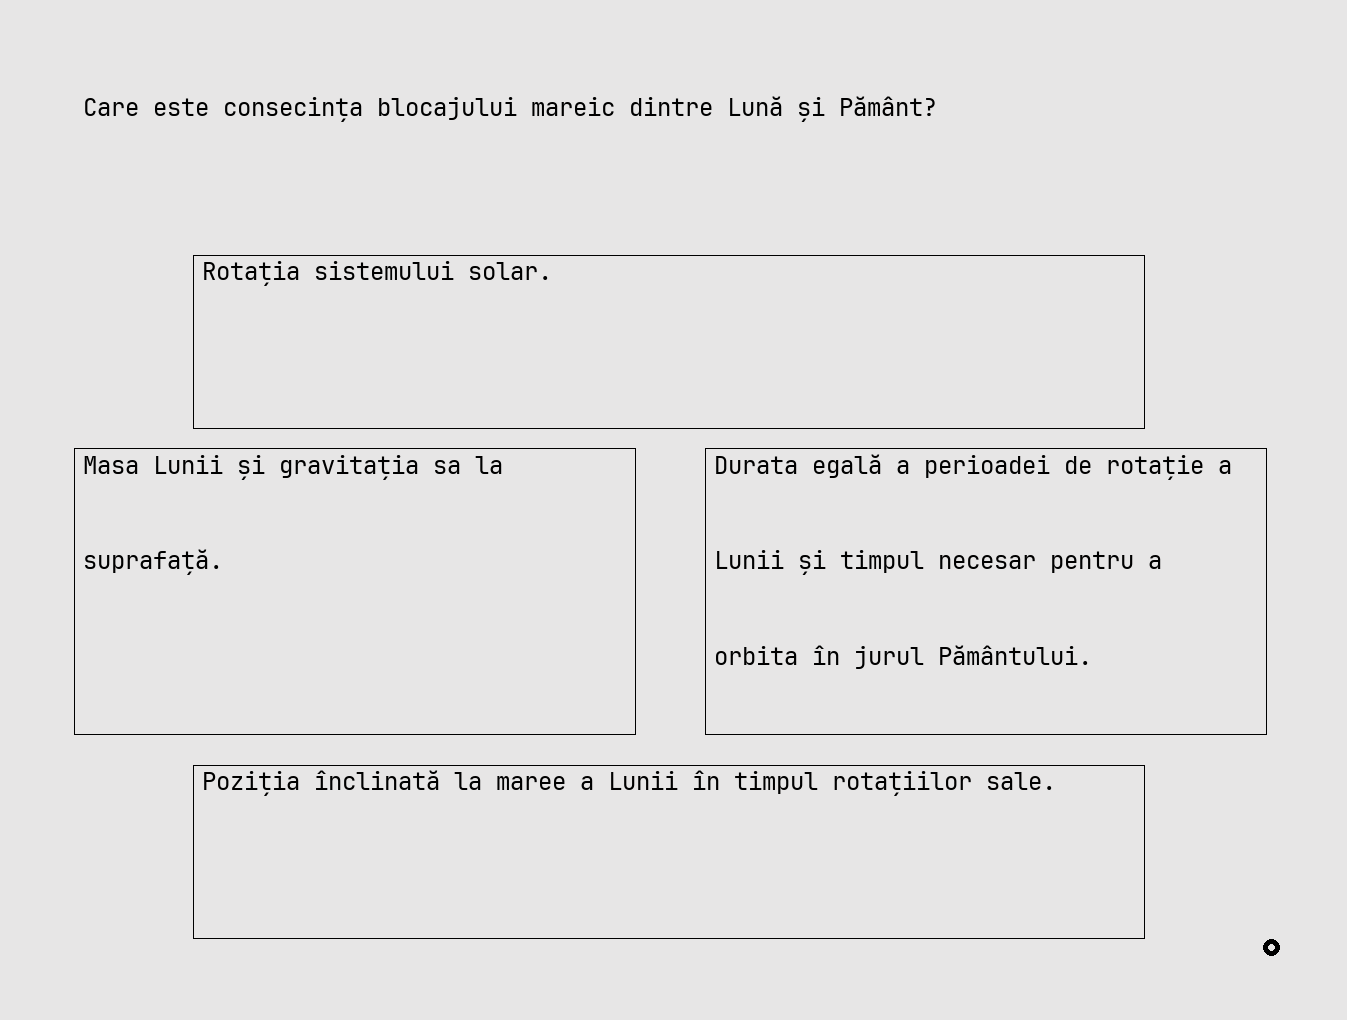 Care este consecința blocajului mareic dintre Lună și Pământ?
Rotația sistemului solar.
Masa Lunii și gravitația sa la
suprafață.
Durata egală a perioadei de rotație a
Lunii și timpul necesar pentru a
orbita în jurul Pământului.
Poziția înclinată la maree a Lunii în timpul rotațiilor sale.